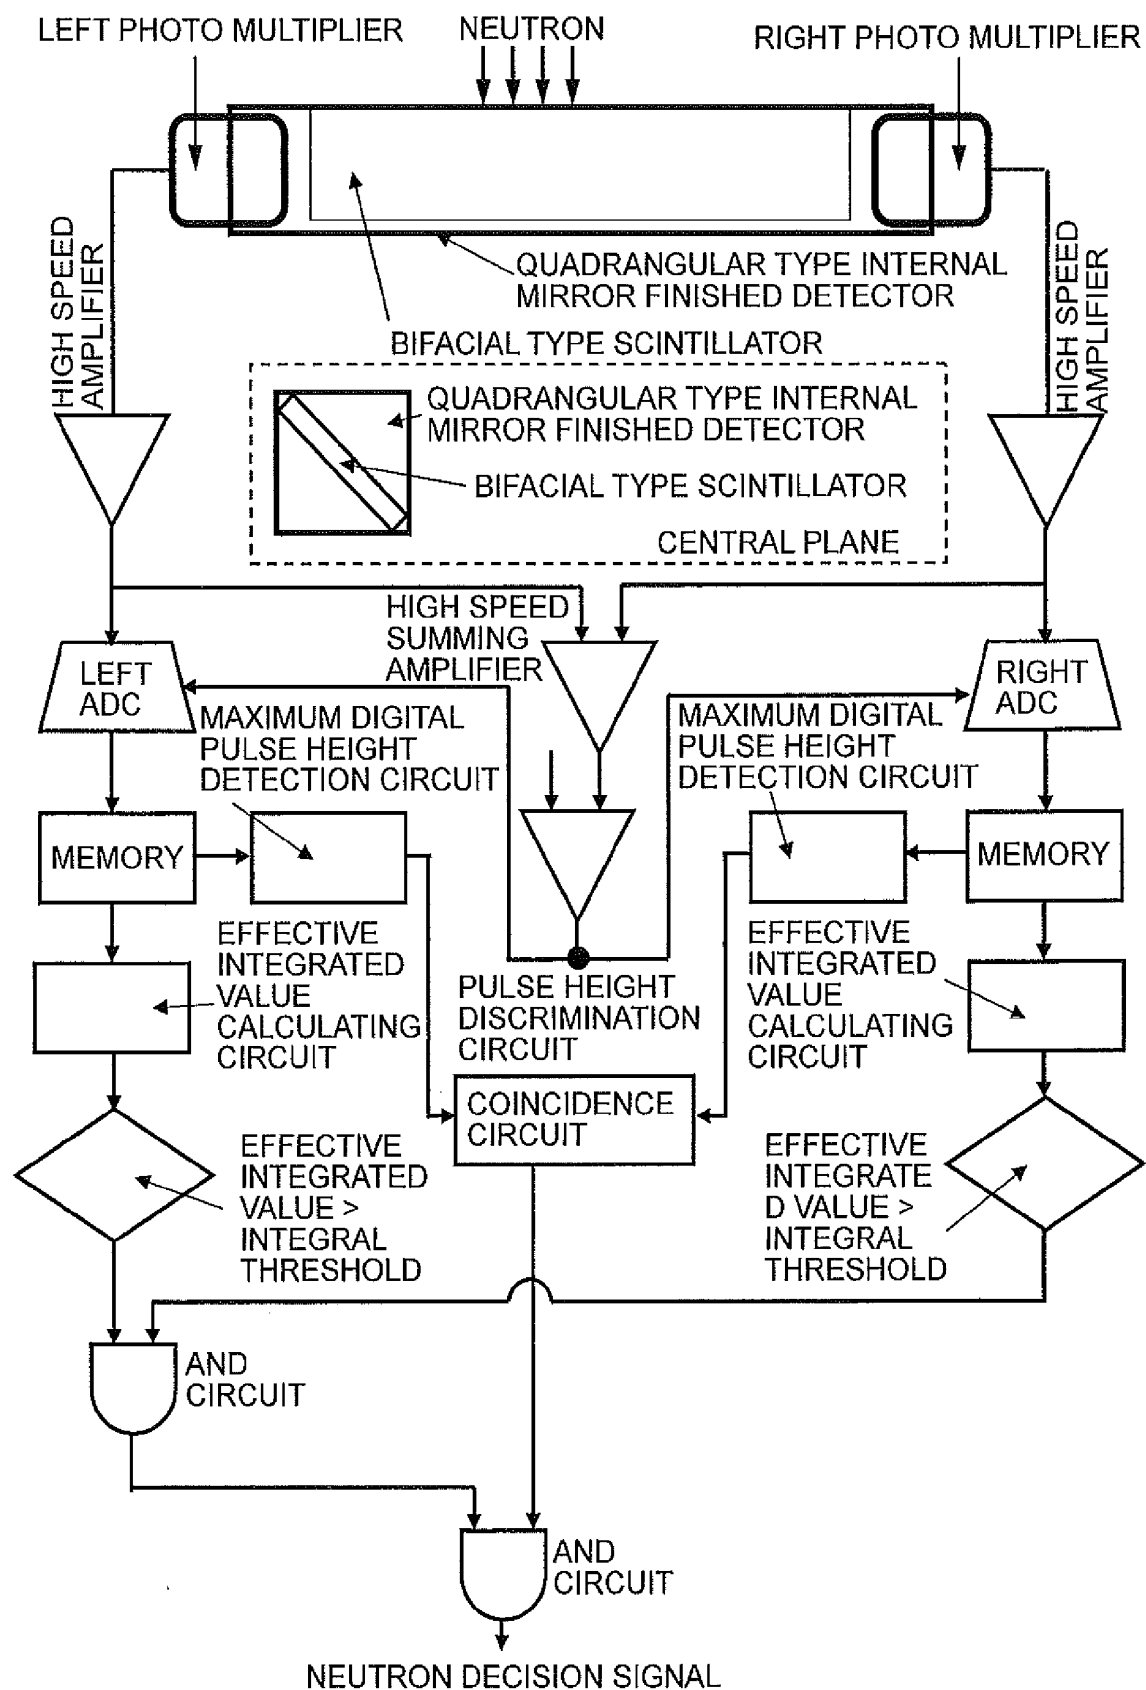 LEFT PHOTO MULTIPLIER
NEUTRON
RIGHT PHOTO MULTIPLIER
HIGH SPEED
AMPLIFIER
HIGH SPEED
AMPLIFIER
QUADRANGULAR TYPE INTERNAL
MIRROR FINISHED DETECTOR
BIFACIAL TYPE SCINTILLATOR
QUADRANGULAR TYPE INTERNAL
MIRROR FINISHED DETECTOR
BIFACIAL TYPE SCINTILLATOR
CENTRAL PLANE
HIGH SPEED
SUMMING
AMPLIFIER
LEFT
ADC
RIGHT
ADC
MAXIMUM DIGITAL
PULSE HEIGHT
DETECTION CIRCUIT
MAXIMUM DIGITAL
PULSE HEIGHT
DETECTION CIRCUIT
MEMORY
MEMORY
EFFECTIVE
INTEGRATED
VALUE
CALCULATING
CIRCUIT
PULSE HEIGHT
DISCRIMINATION
CIRCUIT
EFFECTIVE
INTEGRATED
VALUE
CALCULATING
CIRCUIT
COINCIDENCE
CIRCUIT
EFFECTIVE
INTEGRATED
VALUE >
INTEGRAL
THRESHOLD
EFFECTIVE
INTEGRATE
D VALUE >
INTEGRAL
THRESHOLD
AND
CIRCUIT
AND
CIRCUIT
NEUTRON DECISION SIGNAL